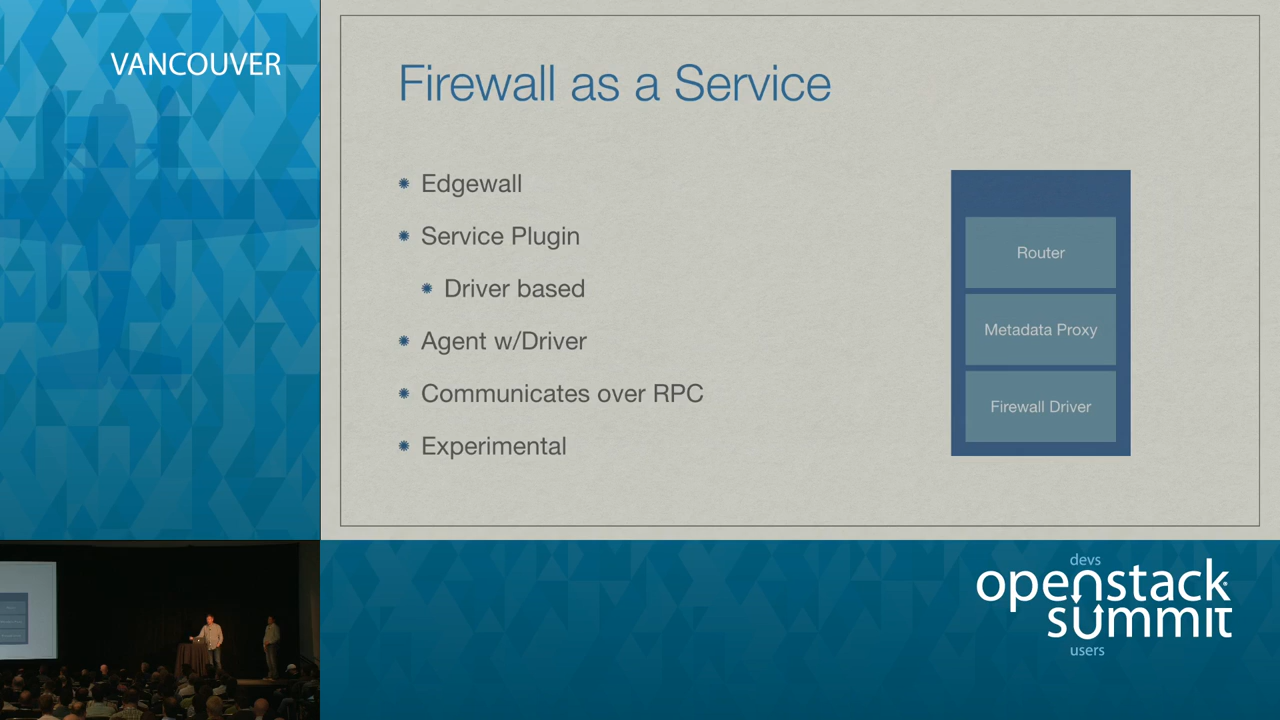 VANCOUVER
Firewall as a Service
Edgewall
Service Plugin
Driver based
Agent w/Driver
Communicates over RPC
Experimental
Router
Metadata Proxy
Firewall Driver
devs
openstack
summit
users